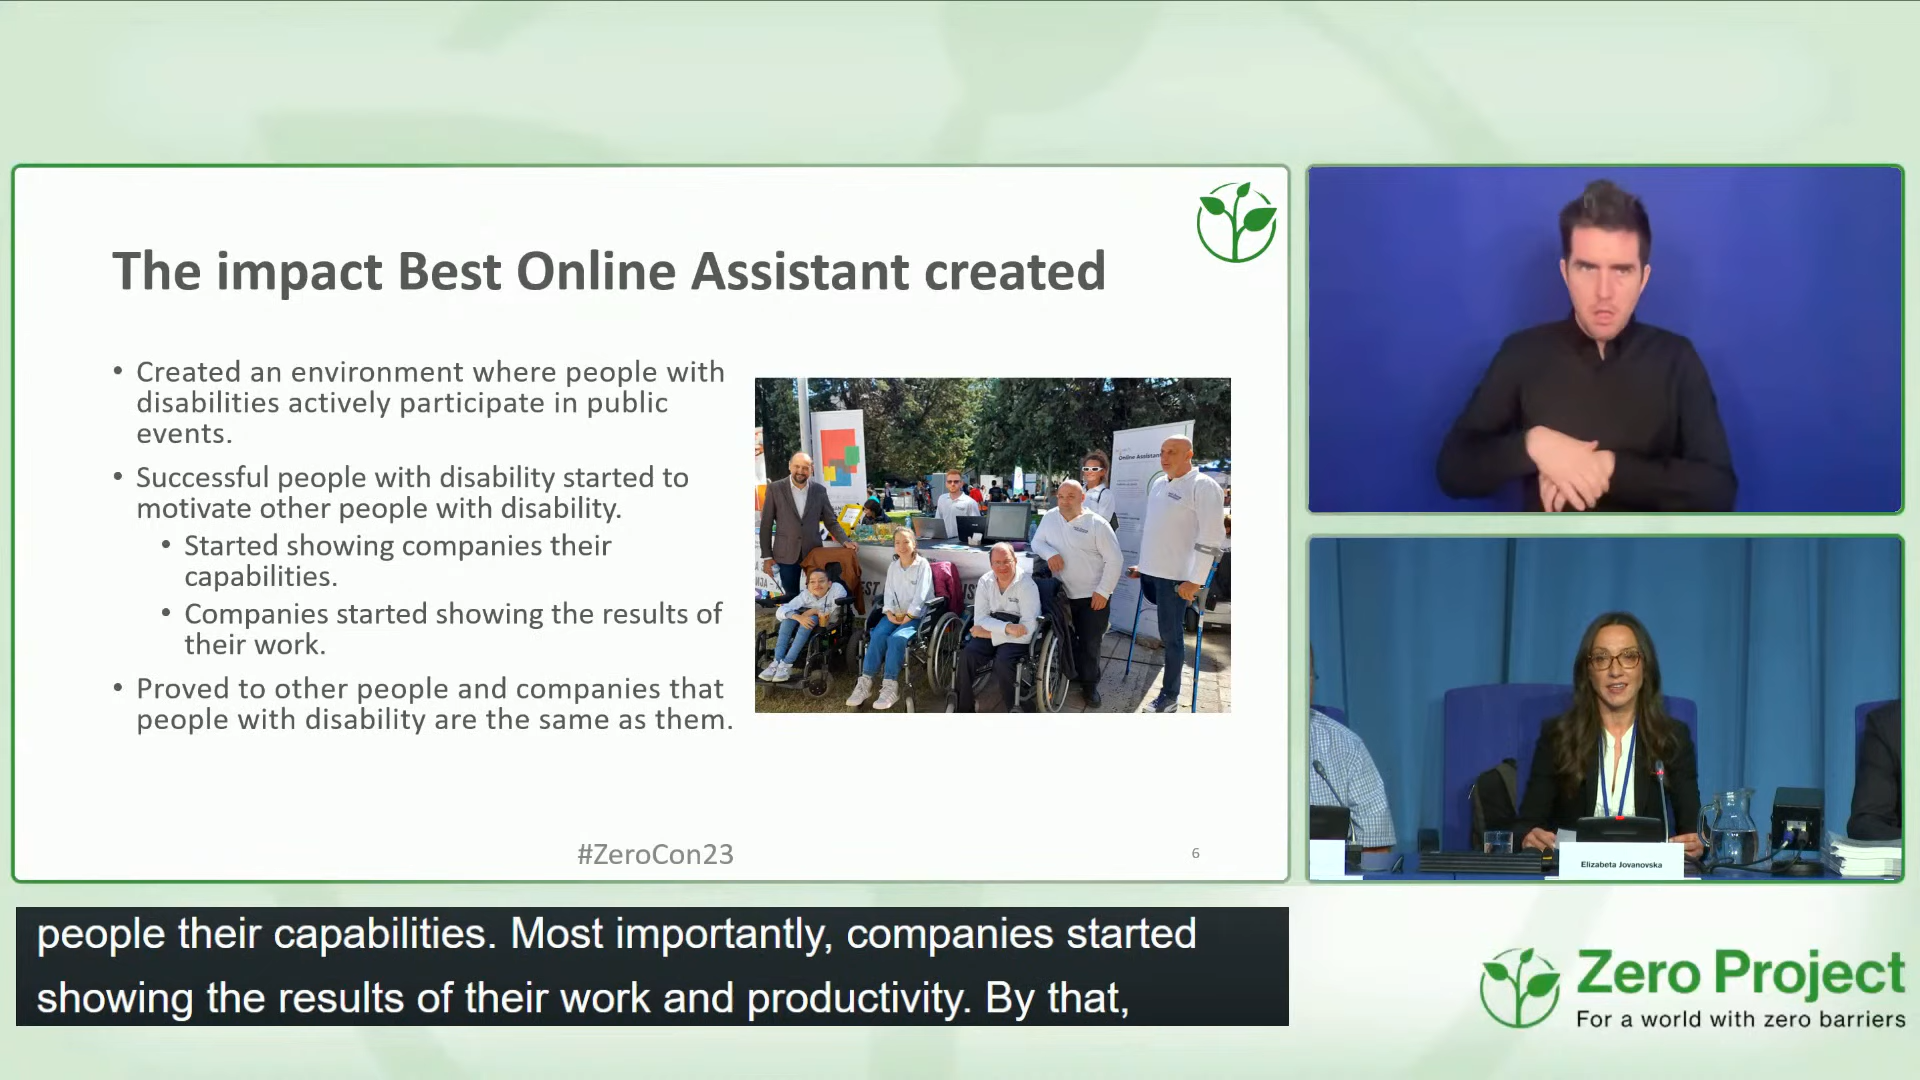 The impact Best Online Assistant created
• Created an environment where people with
disabilities actively participate in public
events.
• Successful people with disability started to
motivate other people with disability.
• Started showing companies their
capabilities.
• Companies started showing the results of
their work.
• Proved to other people and companies that
people with disability are the same as them.
Online Assistant
#ZeroCon23
6
Elizabeta Jovanovska
people their capabilities. Most importantly, companies started
showing the results of their work and productivity. By that,
Zero Project
For a world with zero barriers